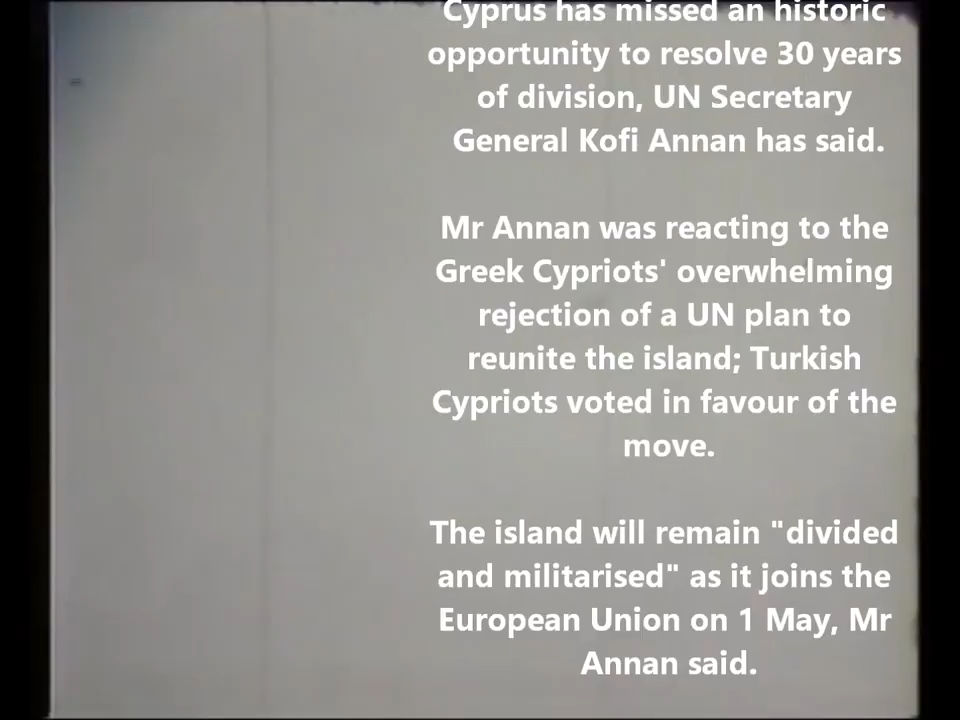 Cyprus has missed an historic
opportunity to resolve 30 years
of division, UN Secretary
General Kofi Annan has said.
Mr Annan was reacting to the
Greek Cypriots' overwhelming
rejection of a UN plan to
reunite the island; Turkish
Cypriots voted in favour of the
move.
The island will remain "divided
and militarised" as it joins the
European Union on 1 May, Mr
Annan said.